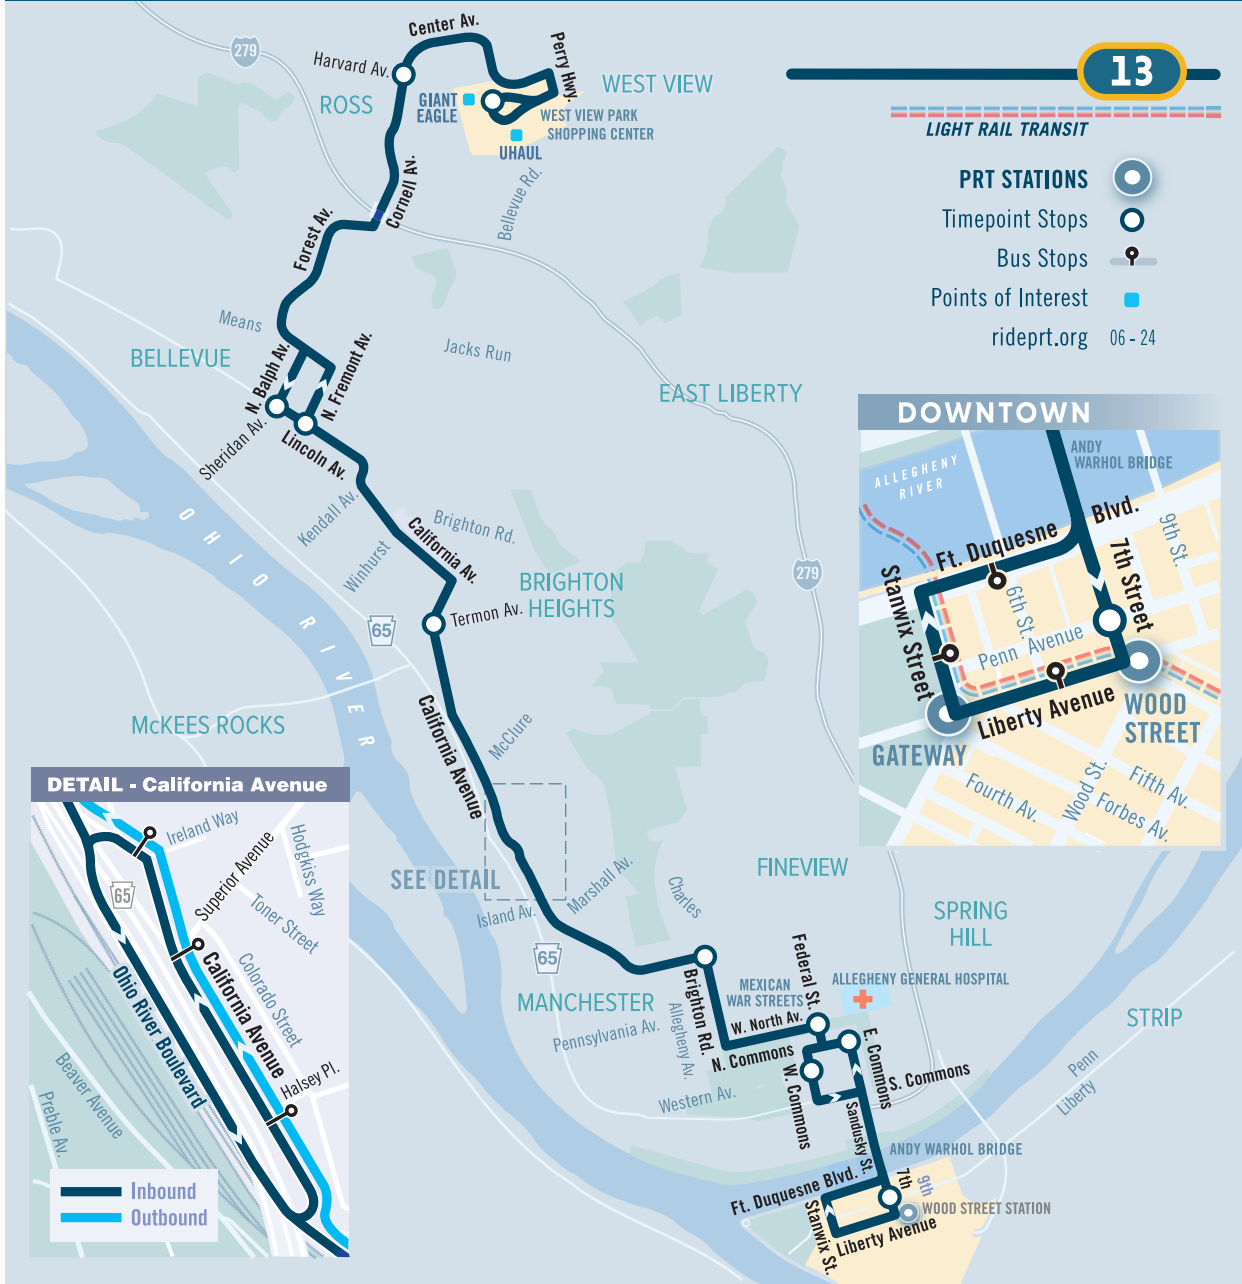 13
LIGHT RAIL TRANSIT
PRT STATIONS
Timepoint Stops
Bus Stops
Points of Interest
rideprt.org 06 - 24
279
Center Av.
Harvard Av.
Perry Hwy.
WEST VIEW
ROSS
GIANT
EAGLE
WEST VIEW PARK
SHOPPING CENTER
UHAUL
Cornell Av.
Bellevue Rd.
Forest Av.
Means
BELLEVUE
N. Balph Av.
N. Fremont Av.
Jacks Run
EAST LIBERTY
Sheridan Av.
Lincoln Av.
Kendall Av.
OHIO RIVER
California Av.
Brighton Rd.
Winhurst
BRIGHTON
HEIGHTS
279
65
Termon Av.
McKEES ROCKS
California Avenue
McClure
SEE DETAIL
Marshall Av.
Island Av.
Charles
FINEVIEW
SPRING
HILL
65
MANCHESTER
Brighton Rd.
MEXICAN
WAR STREETS
Federal St.
ALLEGHENY GENERAL HOSPITAL
STRIP
Pennsylvania Av.
Allegheny Av.
W. North Av.
N. Commons
E. Commons
W. Commons
S. Commons
Western Av.
Penn
Liberty
Sandusky St.
ANDY WARHOL BRIDGE
Ft. Duquesne Blvd.
7th
9th
WOOD STREET STATION
Stanwix St.
Liberty Avenue
DOWNTOWN
ANDY
WARHOL BRIDGE
ALLEGHENY
RIVER
Ft. Duquesne Blvd.
9th St.
7th Street
Stanwix Street
6th St.
Penn Avenue
Liberty Avenue
WOOD
STREET
GATEWAY
Fourth Av.
Wood St.
Fifth Av.
Forbes Av.
DETAIL - California Avenue
Ireland Way
Hodgkiss Way
Superior Avenue
65
Toner Street
Colorado Street
California Avenue
Ohio River Boulevard
Halsey Pl.
Beaver Avenue
Preble Av.
Inbound
Outbound